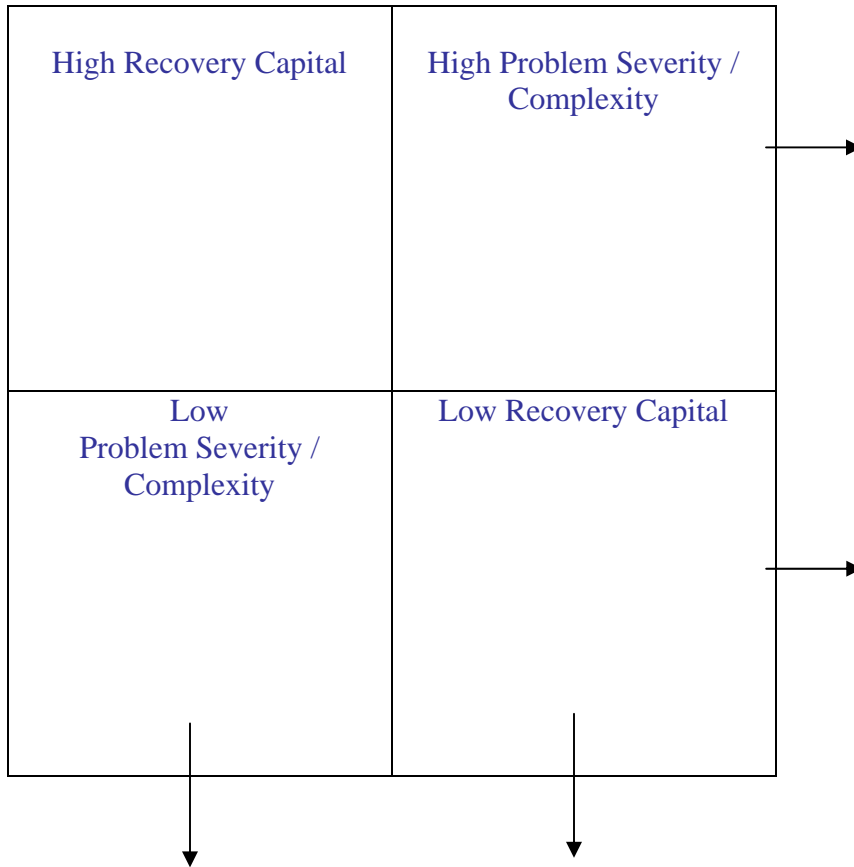 High Recovery Capital
High Problem Severity /
Complexity
Low
Problem Severity /
Complexity
Low Recovery Capital